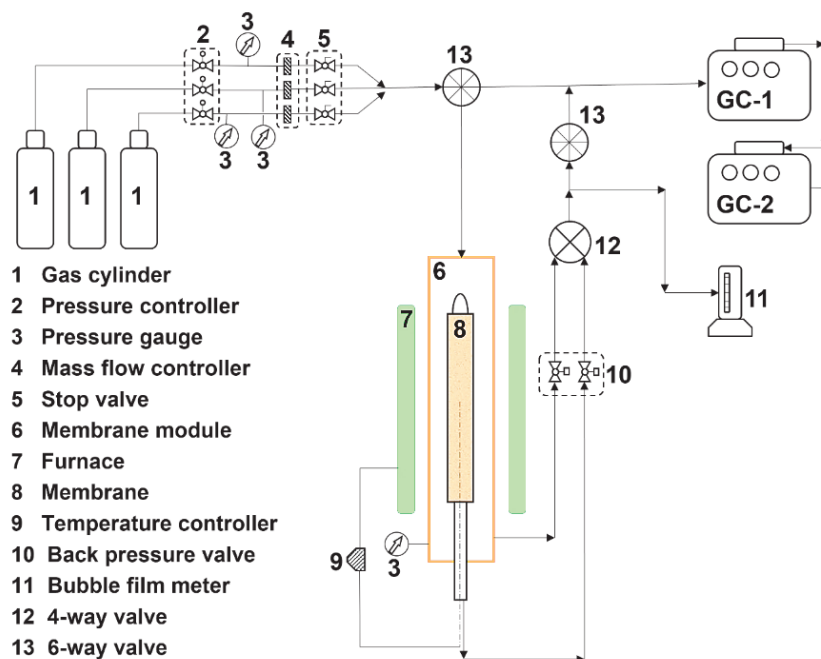 3
2
4
5
13
GC-1
13
3
3
3
1
1
1
GC-2
12
6
11
7
8
10
9
3
1 Gas cylinder
2 Pressure controller
3 Pressure gauge
4 Mass flow controller
5 Stop valve
6 Membrane module
7 Furnace
8 Membrane
9 Temperature controller
10 Back pressure valve
11 Bubble film meter
12 4-way valve
13 6-way valve